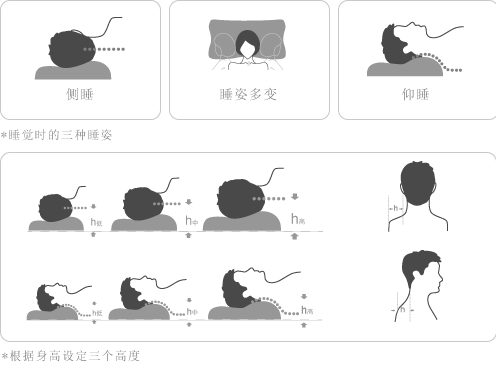 侧睡
睡姿多变
仰睡
*睡觉时的三种睡姿
h低
h中
h高
h
h低
h中
h高
h
*根据身高设定三个高度